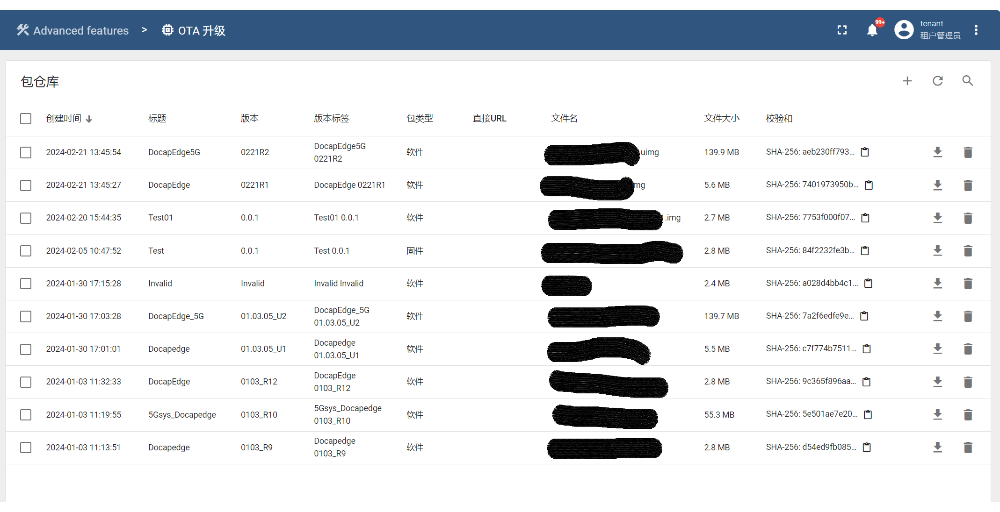 Advanced features > OTA 升级
99+
tenant
租户管理员
包仓库
创建时间 标题 版本 版本标签 包类型 直接URL 文件名 文件大小 校验和
2024-02-21 13:45:54 DocapEdge5G 0221R2 DocapEdge5G 0221R2 软件 uimg 139.9 MB SHA-256: aeb230ff793...
2024-02-21 13:45:27 DocapEdge 0221R1 DocapEdge 0221R1 软件 mg 5.6 MB SHA-256: 7401973950b...
2024-02-20 15:44:35 Test01 0.0.1 Test01 0.0.1 软件 .img 2.7 MB SHA-256: 7753f000f07...
2024-02-05 10:47:52 Test 0.0.1 Test 0.0.1 固件 2.8 MB SHA-256: 84f2232fe3b...
2024-01-30 17:15:28 Invalid Invalid Invalid Invalid 软件 2.4 MB SHA-256: a028d4bb4c1...
2024-01-30 17:03:28 DocapEdge_5G 01.03.05_U2 DocapEdge_5G 01.03.05_U2 软件 139.7 MB SHA-256: 7a2f6edfe9e...
2024-01-30 17:01:01 Docapedge 01.03.05_U1 Docapedge 01.03.05_U1 软件 5.5 MB SHA-256: c7f774b7511...
2024-01-03 11:32:33 DocapEdge 0103_R12 DocapEdge 0103_R12 软件 2.8 MB SHA-256: 9c365f896aa...
2024-01-03 11:19:55 5Gsys_Docapedge 0103_R10 5Gsys_Docapedge 0103_R10 软件 55.3 MB SHA-256: 5e501ae7e20...
2024-01-03 11:13:51 Docapedge 0103_R9 Docapedge 0103_R9 软件 2.8 MB SHA-256: d54ed9fb085...